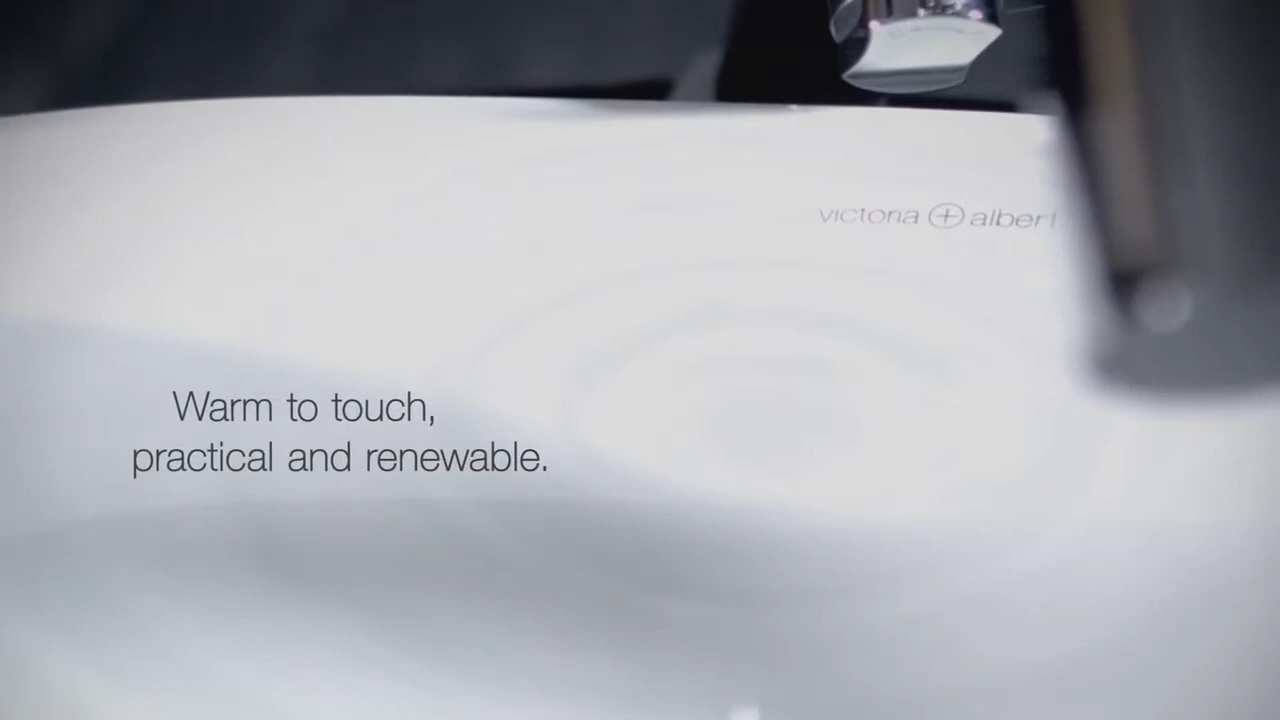 victoria + albert
Warm to touch,
practical and renewable.